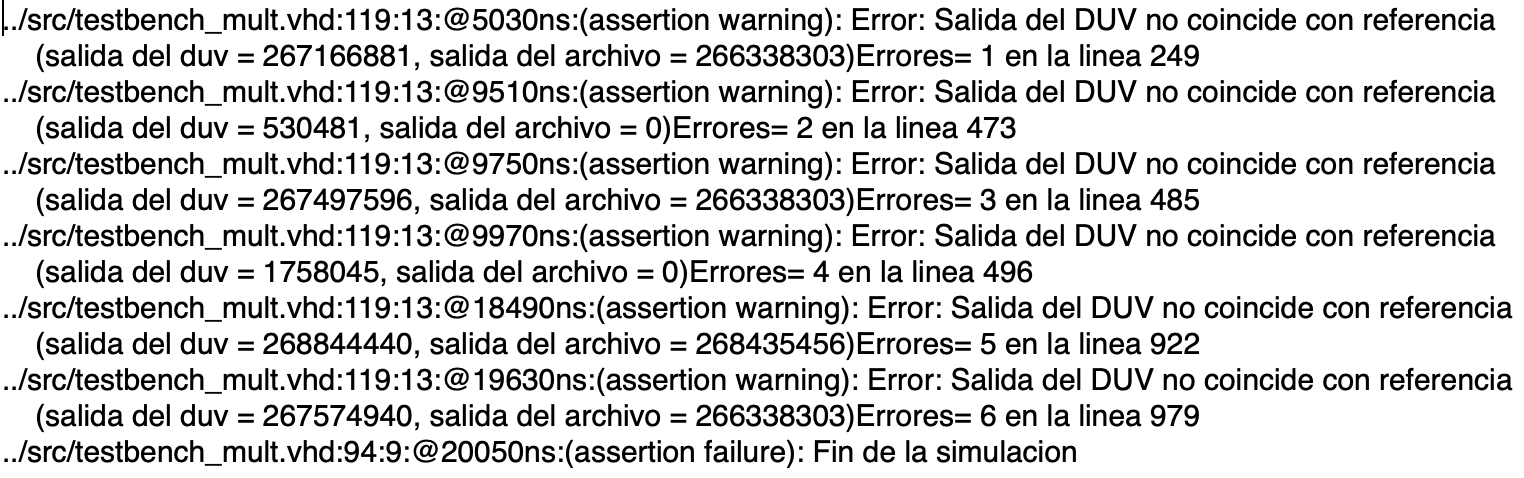 ../src/testbench_mult.vhd:119:13:@5030ns:(assertion warning): Error: Salida del DUV no coincide con referencia
(salida del duv = 267166881, salida del archivo = 266338303)Errores= 1 en la linea 249
../src/testbench_mult.vhd:119:13:@9510ns:(assertion warning): Error: Salida del DUV no coincide con referencia
(salida del duv = 530481, salida del archivo = 0)Errores= 2 en la linea 473
../src/testbench_mult.vhd:119:13:@9750ns:(assertion warning): Error: Salida del DUV no coincide con referencia
(salida del duv = 267497596, salida del archivo = 266338303)Errores= 3 en la linea 485
../src/testbench_mult.vhd:119:13:@9970ns:(assertion warning): Error: Salida del DUV no coincide con referencia
(salida del duv = 1758045, salida del archivo = 0)Errores= 4 en la linea 496
../src/testbench_mult.vhd:119:13:@18490ns:(assertion warning): Error: Salida del DUV no coincide con referencia
(salida del duv = 268844440, salida del archivo = 268435456)Errores= 5 en la linea 922
../src/testbench_mult.vhd:119:13:@19630ns:(assertion warning): Error: Salida del DUV no coincide con referencia
(salida del duv = 267574940, salida del archivo = 266338303)Errores= 6 en la linea 979
../src/testbench_mult.vhd:94:9:@20050ns:(assertion failure): Fin de la simulacion